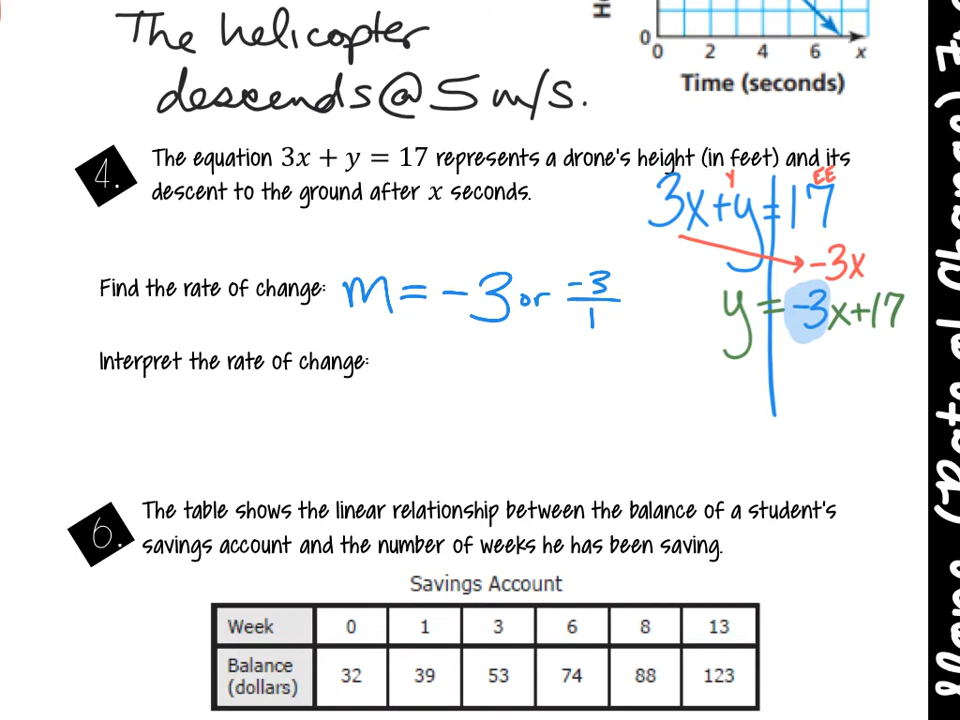 The helicopter
descends @ 5 m/s.
0
0 2 4 6 x
Time (seconds)
4. The equation 3x + y = 17 represents a drone's height (in feet) and its
descent to the ground after x seconds.
3x+y=17
-3x
y=-3x+17
Find the rate of change: m = -3 or -3/1
Interpret the rate of change:
6. The table shows the linear relationship between the balance of a student's
savings account and the number of weeks he has been saving.
Savings Account
Week 0 1 3 6 8 13
Balance (dollars) 32 39 53 74 88 123